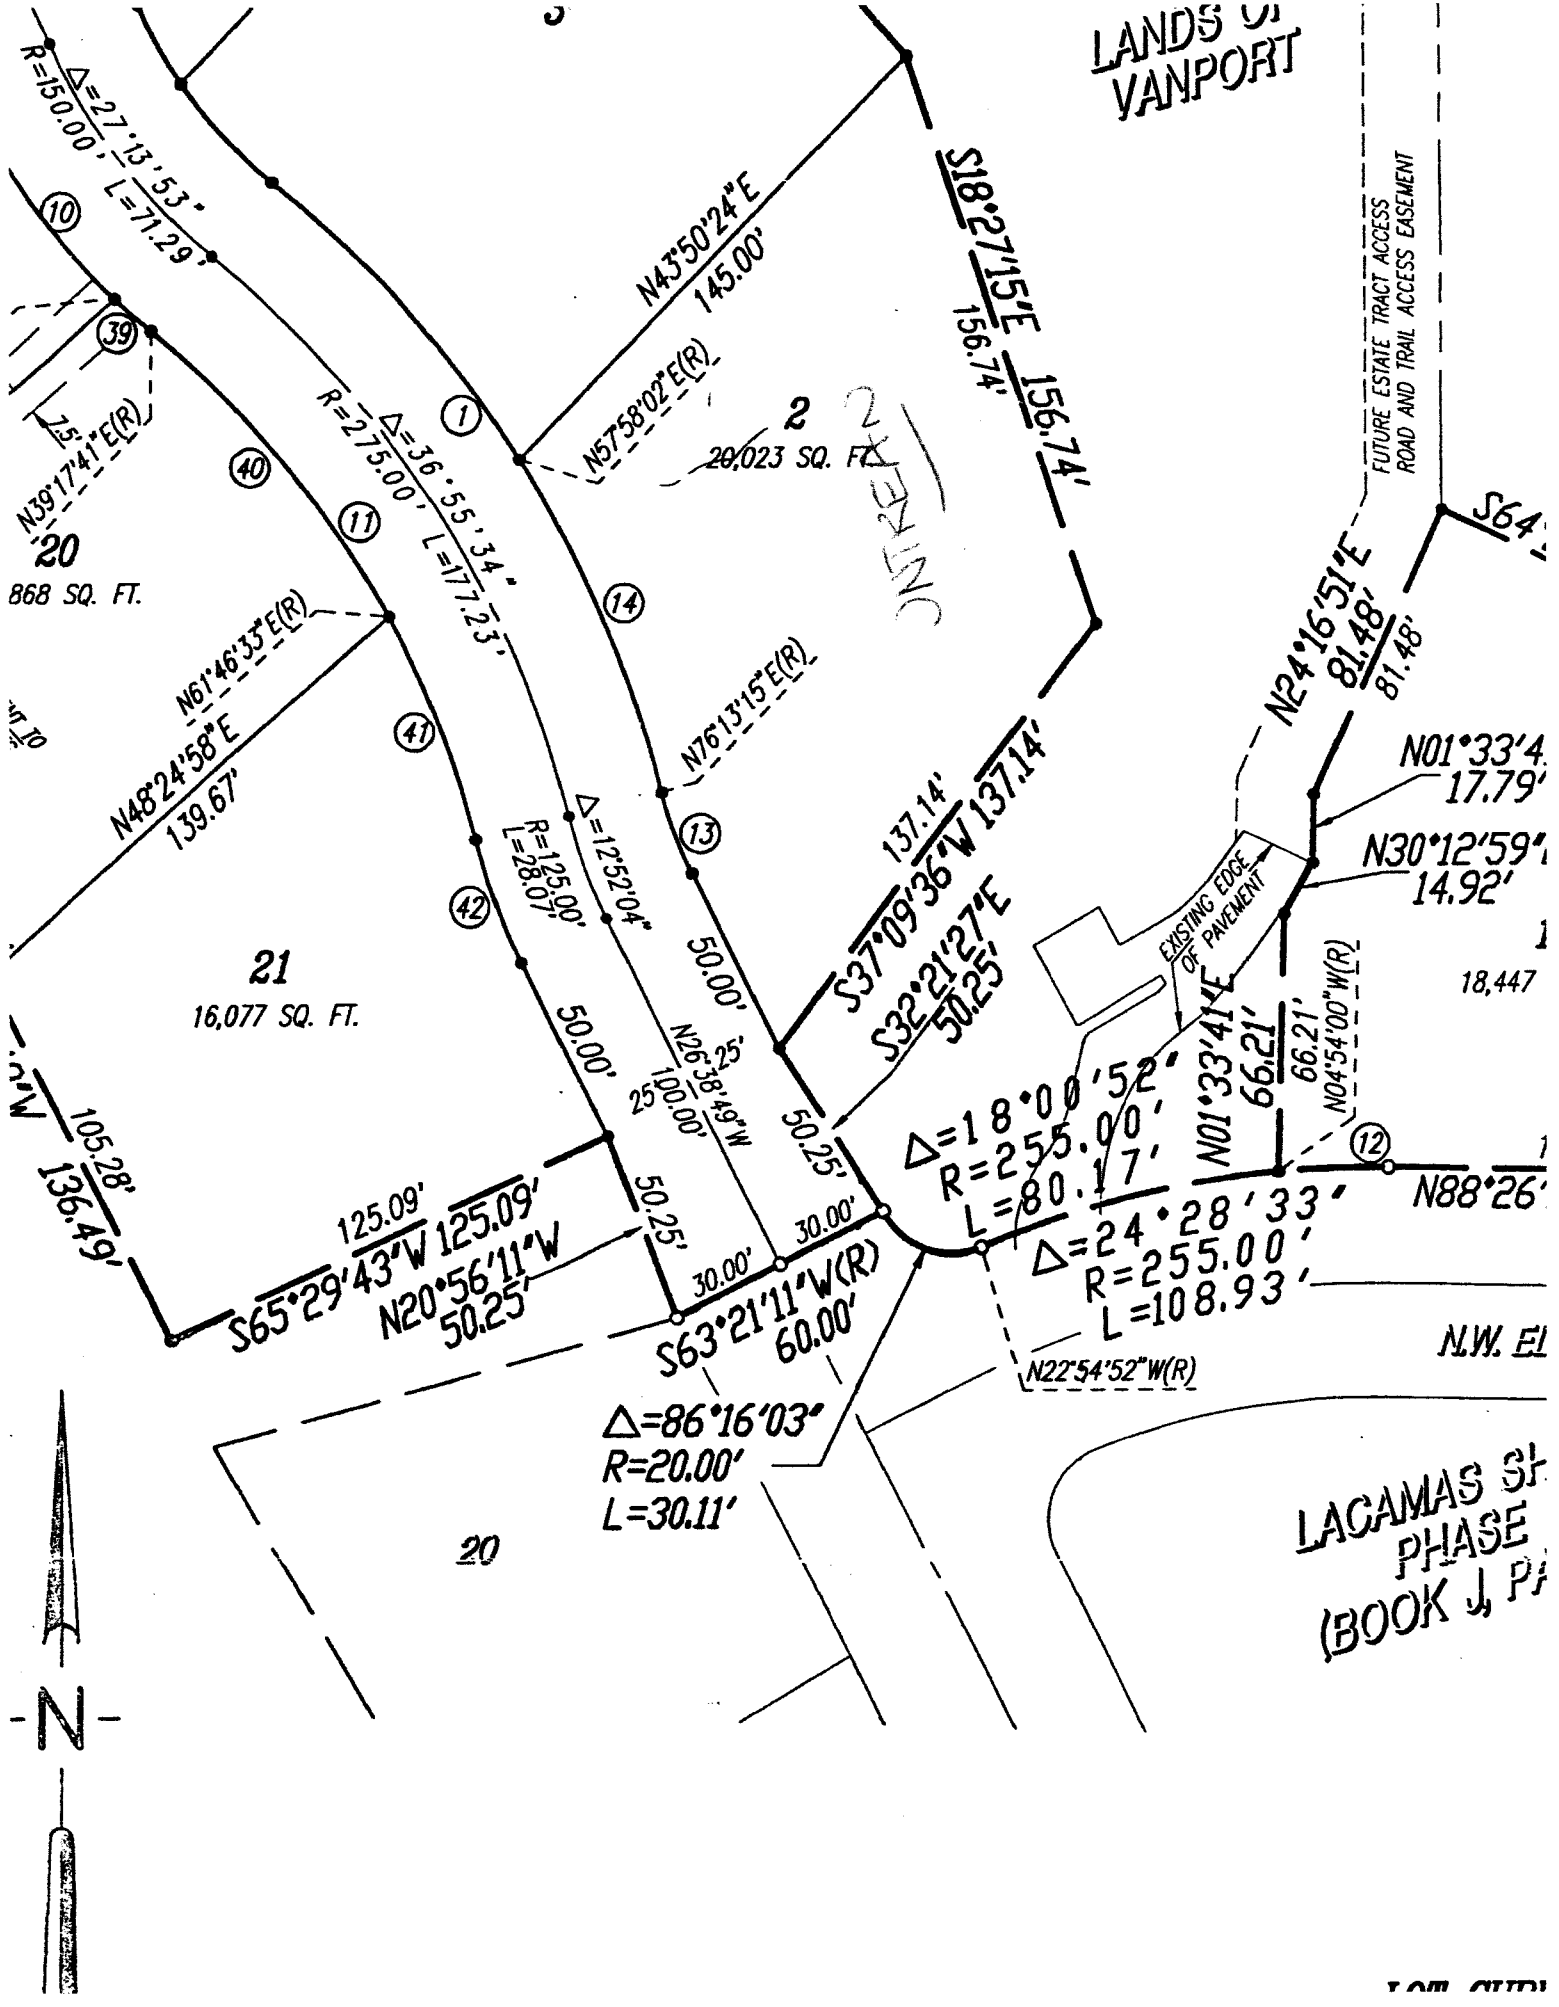 3
LANDS OF
VANPORT
Δ=27°13'53"
R=150.00'
L=71.29'
10
39
N43°50'24"E
145.00'
S18°27'15"E 156.74'
156.74'
FUTURE ESTATE TRACT ACCESS
ROAD AND TRAIL ACCESS EASEMENT
7.5'
N39°17'41"E(R)
40
11
1
Δ=36°55'34"
R=275.00'
L=177.23'
N57°58'02"E(R)
2
20,023 SQ. FT.
20
868 SQ. FT.
14
N61°46'33"E(R)
N48°24'58"E
139.67'
41
N76°13'15"E(R)
13
S64°
N24°16'51"E
81.48'
81.48'
N01°33'4
17.79'
N30°12'59"
14.92'
Δ=12°52'04"
R=125.00'
L=28.07'
42
137.14'
S37°09'36"W 137.14'
S32°21'27"E
50.25'
EXISTING EDGE
OF PAVEMENT
21
16,077 SQ. FT.
50.00'
50.00'
N26°38'49"W
100.00'
25'
25'
N01°33'41"E
66.21'
66.21'
N04°54'00"W(R)
18,447
12
N88°26'
105.28'
136.49'
125.09'
S65°29'43"W 125.09'
N20°56'11"W
50.25'
50.25'
50.25'
30.00'
30.00'
S63°21'11"W(R)
60.00'
Δ=18°00'52"
R=255.00'
L=80.17'
Δ=24°28'33"
R=255.00'
L=108.93'
N22°54'52"W(R)
N.W.
Δ=86°16'03"
R=20.00'
L=30.11'
20
LACAMAS SH
PHASE
(BOOK J, PA
N